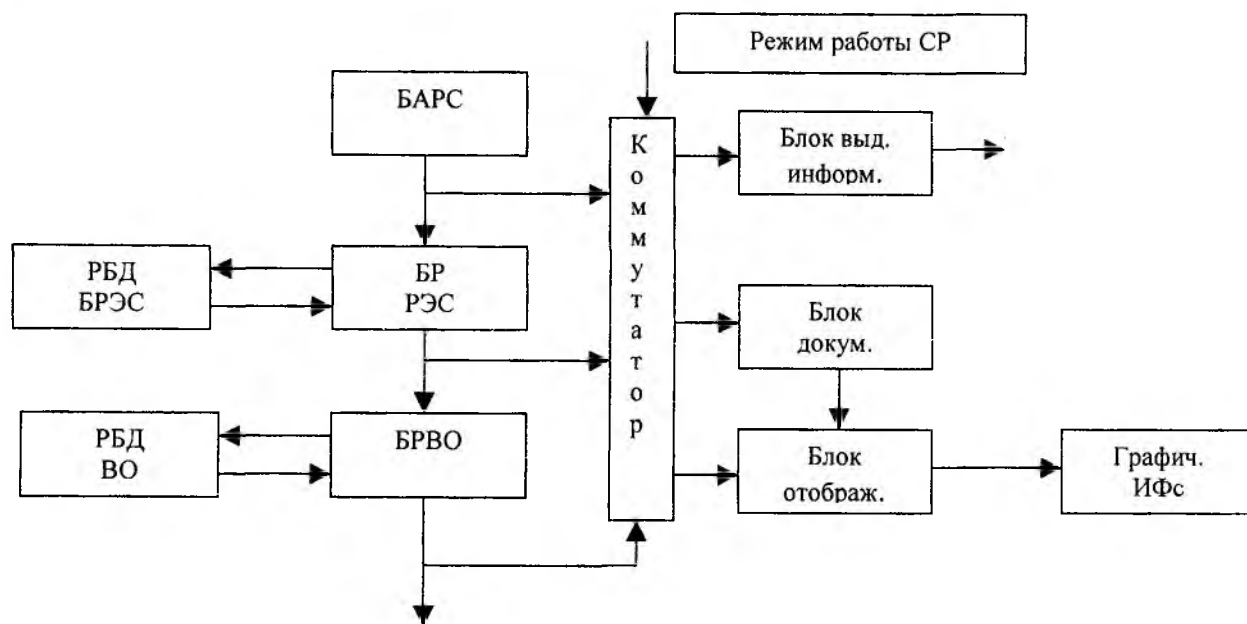 Режим работы СР
БАРС
К
о
м
м
у
т
а
т
о
р
Блок выд.
информ.
РБД
БРЭС
БР
РЭС
Блок
докум.
РБД
ВО
БРВО
Блок
отображ.
Графич.
ИФс